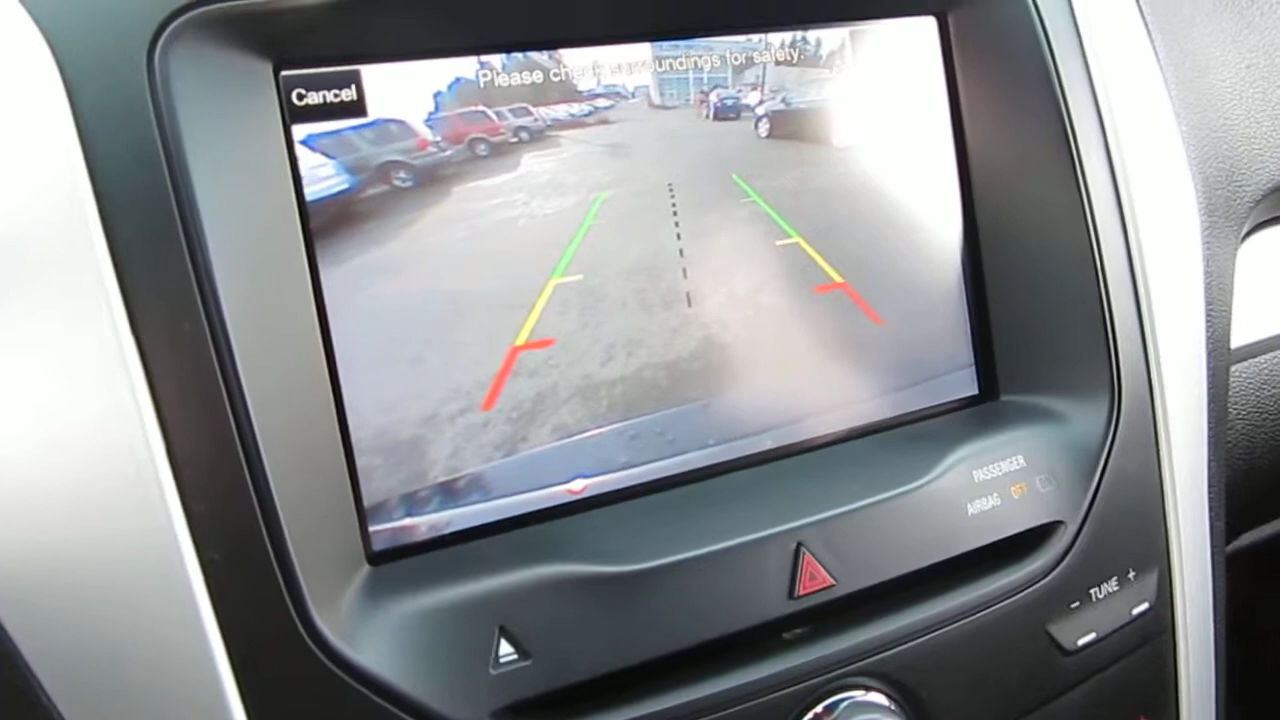 Please check surroundings for safety.
Cancel
PASSENGER
AIRBAG OFF
- TUNE +